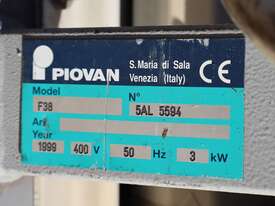 PIOVAN
S. Maria di Sala
Venezia (Italy)
CE
Model
N°
F38
5AL 5594
Art.
Year
1999 400 V 50 Hz 3 kW